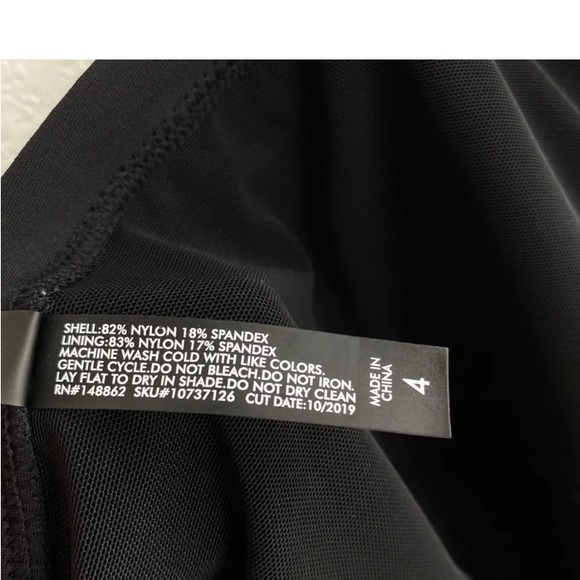 SHELL:82% NYLON 18% SPANDEX
LINING:83% NYLON 17% SPANDEX
MACHINE WASH COLD WITH LIKE COLORS.
GENTLE CYCLE.DO NOT BLEACH.DO NOT IRON.
LAY FLAT TO DRY IN SHADE.DO NOT DRY CLEAN
RN#148862 SKU#10737126 CUT DATE:10/2019
MADE IN
CHINA
4